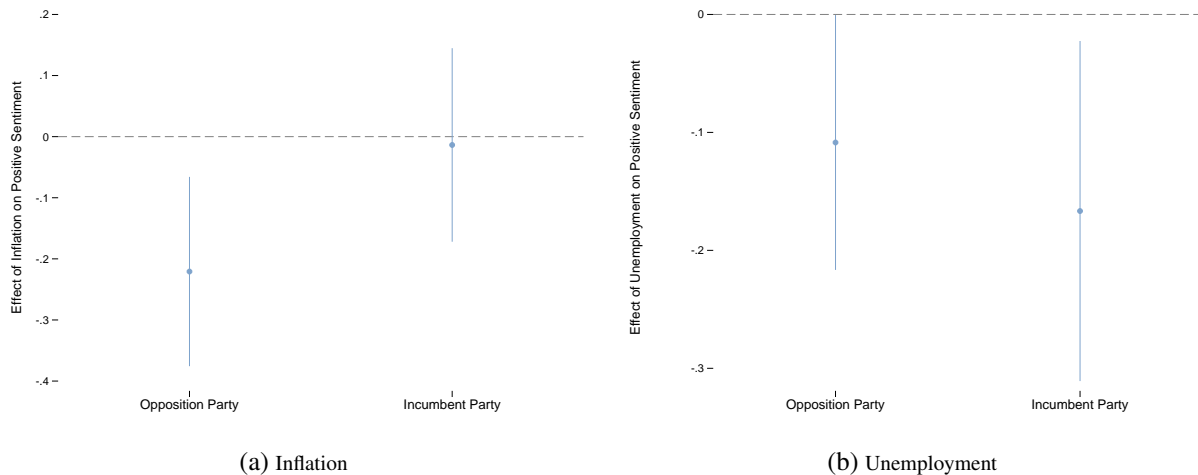 Effect of Inflation on Positive Sentiment
.2
.1
0
-.1
-.2
-.3
-.4
Opposition Party
Incumbent Party
(a) Inflation
Effect of Unemployment on Positive Sentiment
0
-.1
-.2
-.3
Opposition Party
Incumbent Party
(b) Unemployment